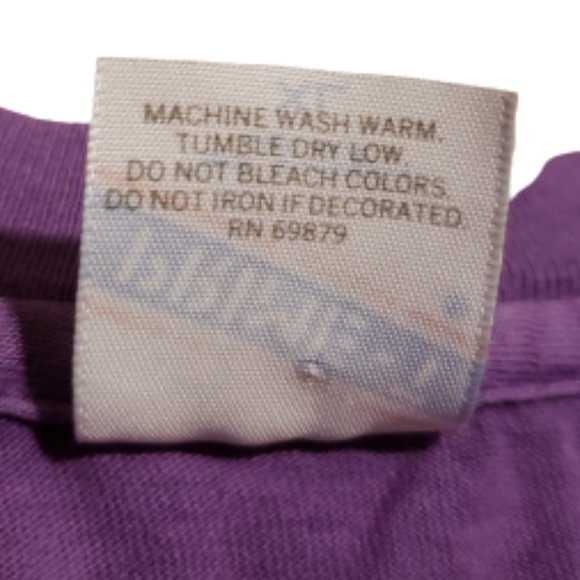 MACHINE WASH WARM.
TUMBLE DRY LOW.
DO NOT BLEACH COLORS.
DO NOT IRON IF DECORATED.
RN 69879